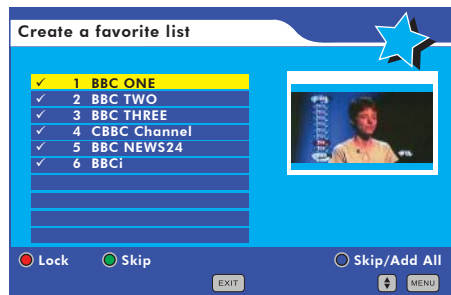 Create a favorite list
✓ 1 BBC ONE
✓ 2 BBC TWO
✓ 3 BBC THREE
✓ 4 CBBC Channel
✓ 5 BBC NEWS24
✓ 6 BBCi
Lock Skip Skip/Add All
EXIT MENU